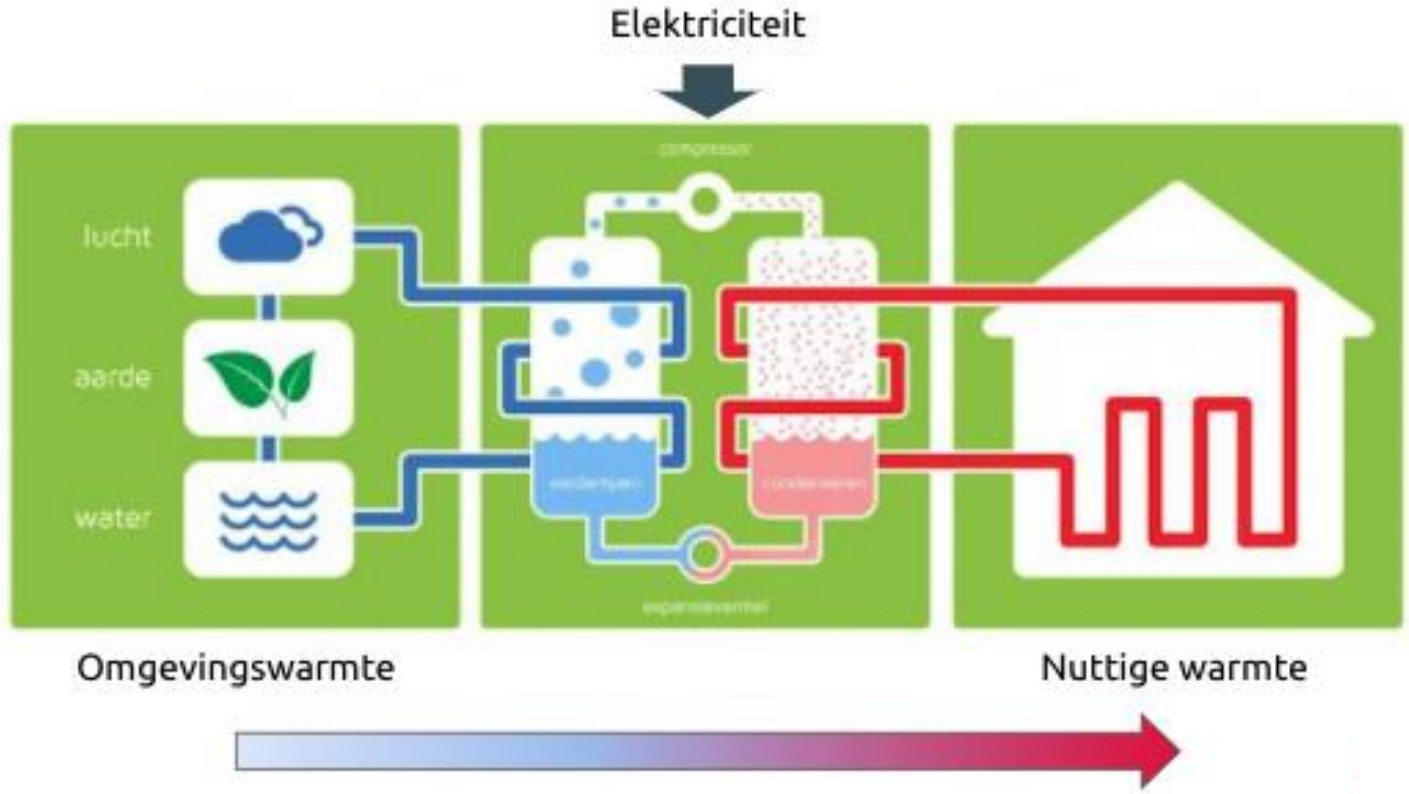 Elektriciteit
compressor
lucht
aarde
water
verdampen
condenseren
expansieventiel
Omgevingswarmte
Nuttige warmte